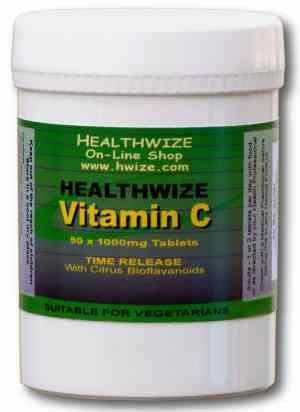 HEALTHWIZE
On-Line Shop
www.hwize.com
HEALTHWIZE
Vitamin C
90 x 1000mg Tablets
TIME RELEASE
With Citrus Bioflavanoids
SUITABLE FOR VEGETARIANS
Keep out of the reach of children
Adults - 1 or 2 tablets per day with food
or as directed by your Health Professional